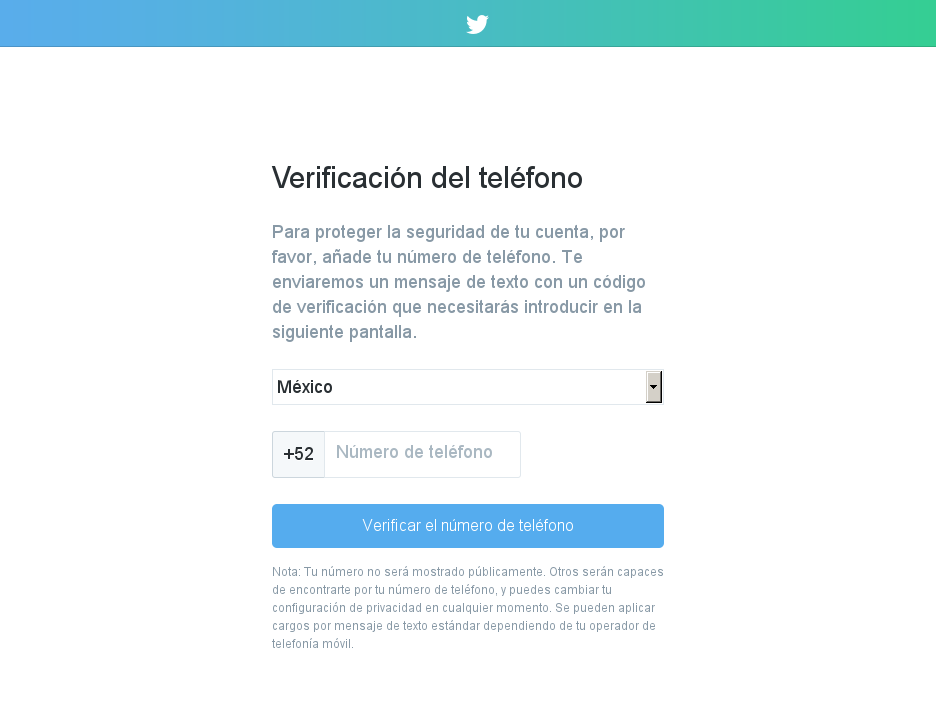 Verificación del teléfono
Para proteger la seguridad de tu cuenta, por
favor, añade tu número de teléfono. Te
enviaremos un mensaje de texto con un código
de verificación que necesitarás introducir en la
siguiente pantalla.
México
+52 Número de teléfono
Verificar el número de teléfono
Nota: Tu número no será mostrado públicamente. Otros serán capaces
de encontrarte por tu número de teléfono, y puedes cambiar tu
configuración de privacidad en cualquier momento. Se pueden aplicar
cargos por mensaje de texto estándar dependiendo de tu operador de
telefonía móvil.